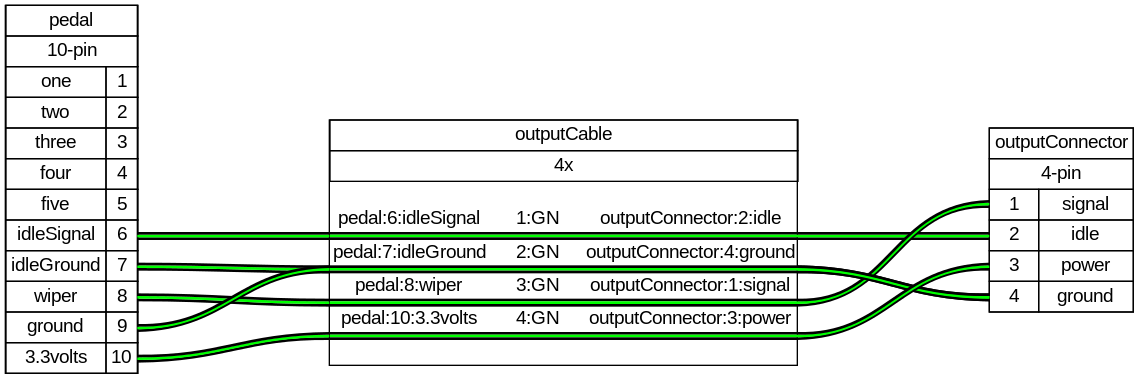 pedal
10-pin
one 1
two 2
three 3
four 4
five 5
idleSignal 6
idleGround 7
wiper 8
ground 9
3.3volts 10
outputCable
4x
pedal:6:idleSignal 1:GN outputConnector:2:idle
pedal:7:idleGround 2:GN outputConnector:4:ground
pedal:8:wiper 3:GN outputConnector:1:signal
pedal:10:3.3volts 4:GN outputConnector:3:power
outputConnector
4-pin
1 signal
2 idle
3 power
4 ground